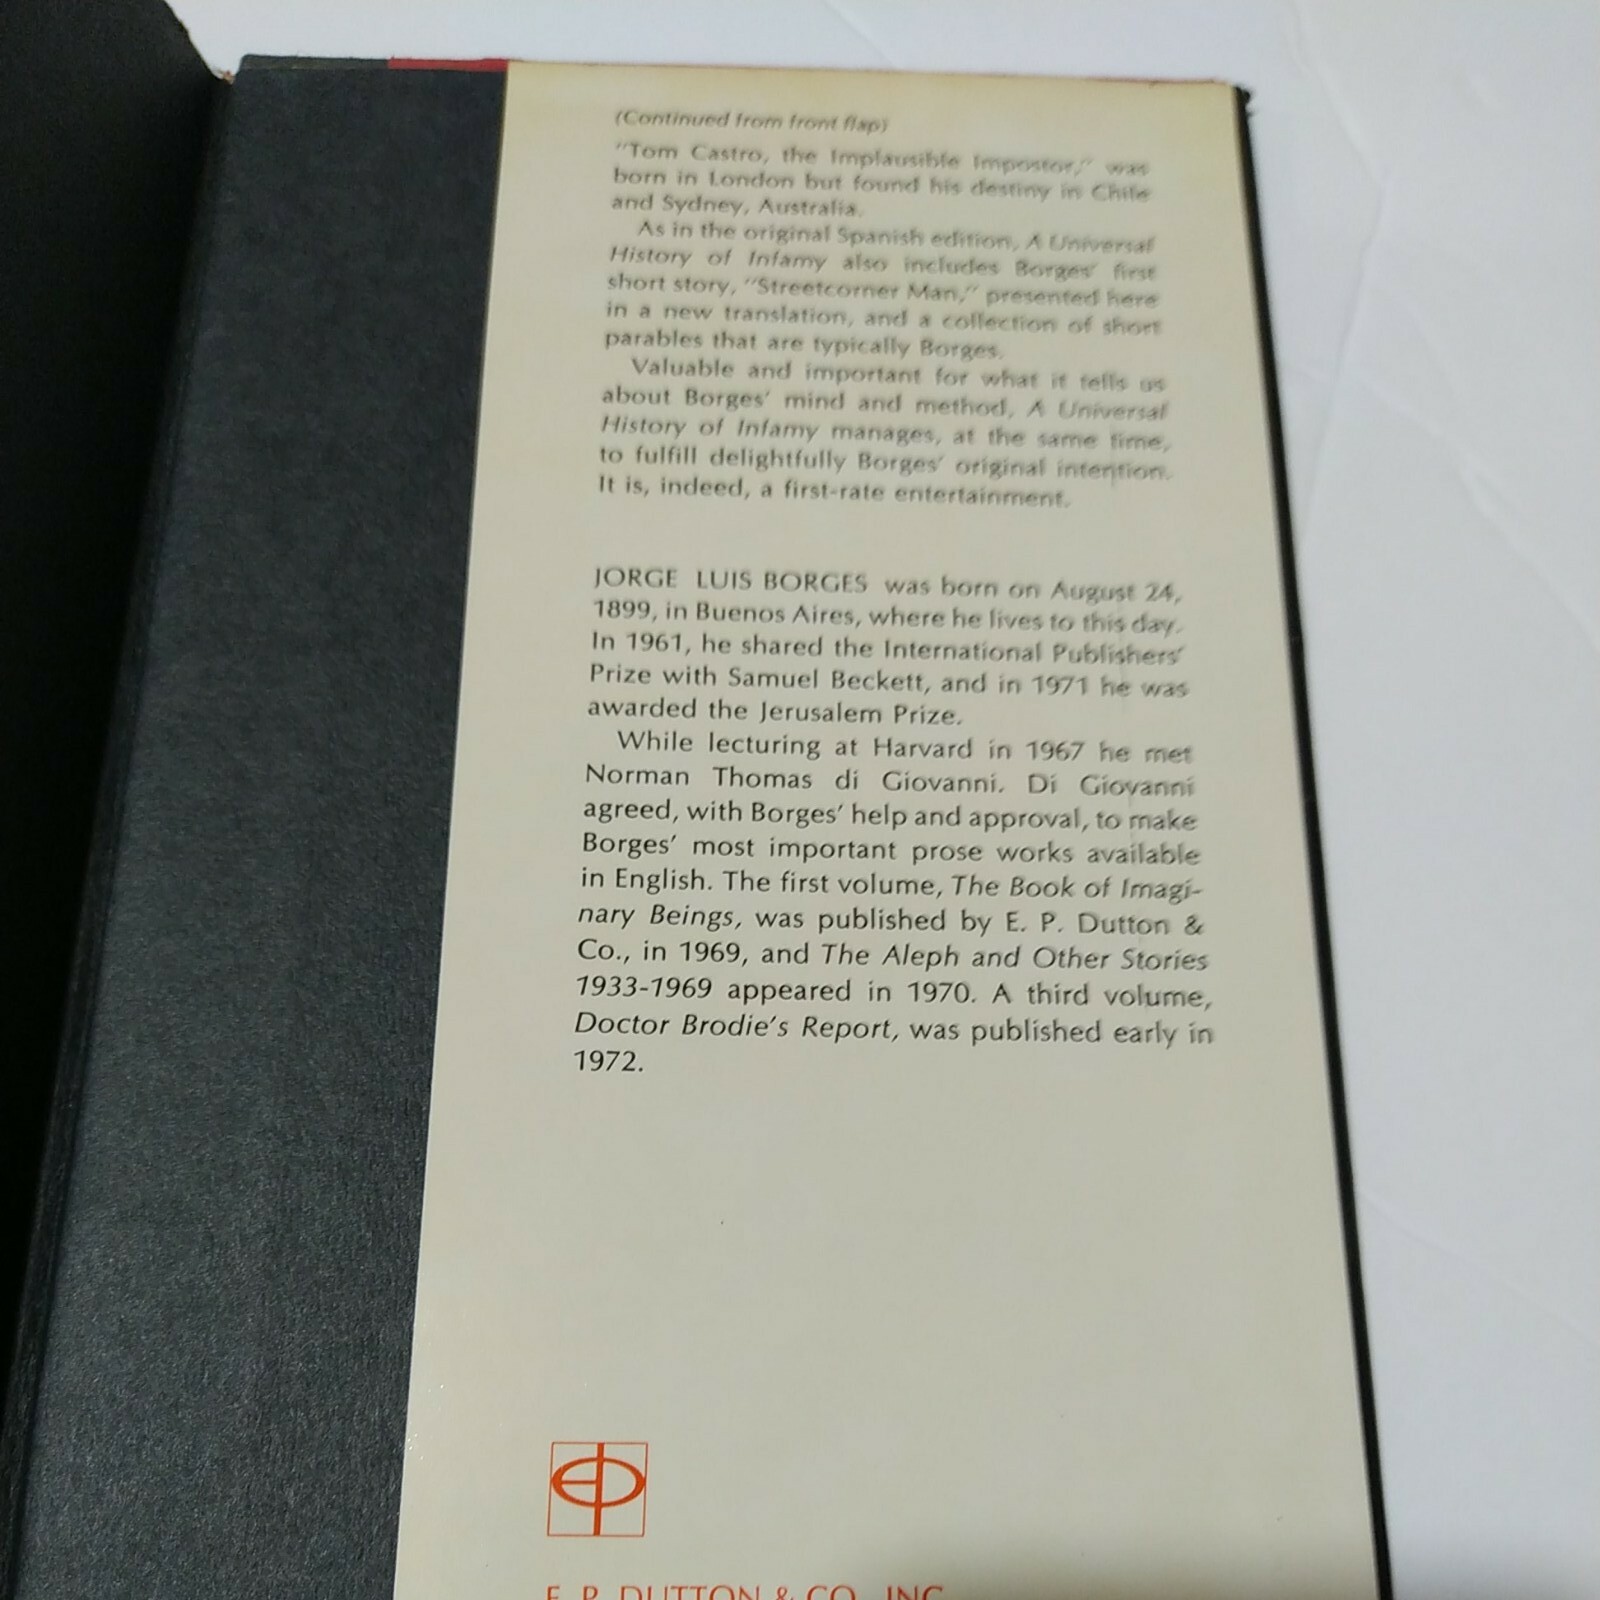 (Continued from front flap)
"Tom Castro, the Implausible Impostor," was
born in London but found his destiny in Chile
and Sydney, Australia.
As in the original Spanish edition, A Universal
History of Infamy also includes Borges' first
short story, "Streetcorner Man," presented here
in a new translation, and a collection of short
parables that are typically Borges.
Valuable and important for what it tells us
about Borges' mind and method, A Universal
History of Infamy manages, at the same time,
to fulfill delightfully Borges' original intention.
It is, indeed, a first-rate entertainment.
JORGE LUIS BORGES was born on August 24,
1899, in Buenos Aires, where he lives to this day.
In 1961, he shared the International Publishers'
Prize with Samuel Beckett, and in 1971 he was
awarded the Jerusalem Prize.
While lecturing at Harvard in 1967 he met
Norman Thomas di Giovanni. Di Giovanni
agreed, with Borges' help and approval, to make
Borges' most important prose works available
in English. The first volume, The Book of Imagi-
nary Beings, was published by E. P. Dutton &
Co., in 1969, and The Aleph and Other Stories
1933-1969 appeared in 1970. A third volume,
Doctor Brodie's Report, was published early in
1972.
E. P. DUTTON & CO., INC.